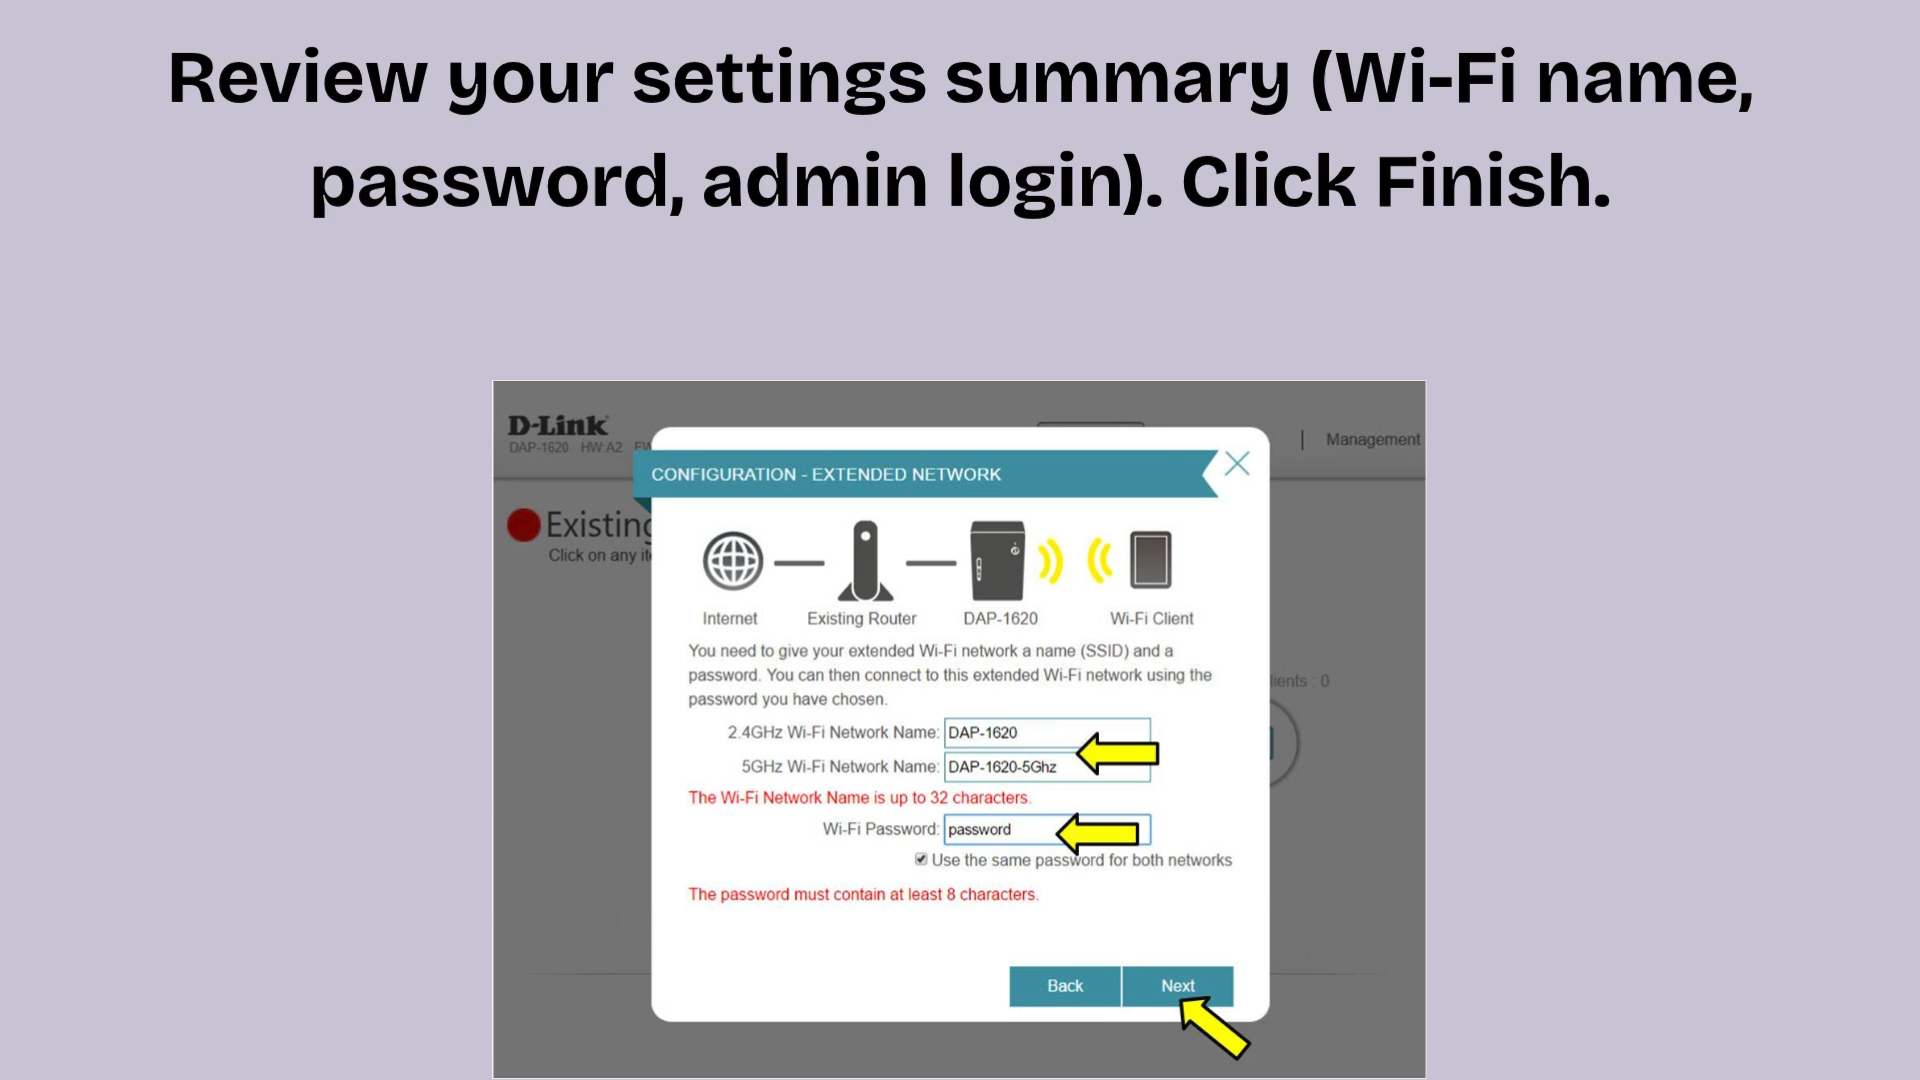 Review your settings summary (Wi-Fi name,
password, admin login). Click Finish.
D-Link
DAP-1620 HW:A2 FW
Management
CONFIGURATION - EXTENDED NETWORK
Existing
Click on any it
Internet
Existing Router
DAP-1620
Wi-Fi Client
You need to give your extended Wi-Fi network a name (SSID) and a
password. You can then connect to this extended Wi-Fi network using the
password you have chosen.
lients : 0
2.4GHz Wi-Fi Network Name: DAP-1620
5GHz Wi-Fi Network Name: DAP-1620-5Ghz
The Wi-Fi Network Name is up to 32 characters.
Wi-Fi Password: password
Use the same password for both networks
The password must contain at least 8 characters.
Back
Next